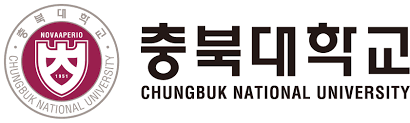 충북대학교
NOVAAPERIO
1951
CHUNGBUK NATIONAL UNIVERSITY
충북대학교
CHUNGBUK NATIONAL UNIVERSITY